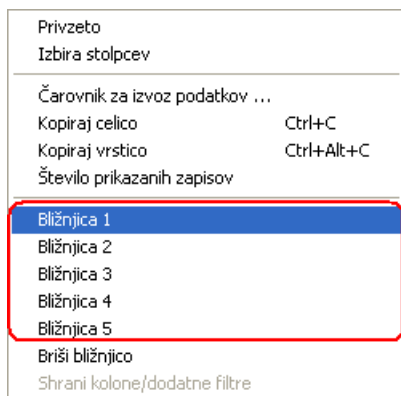 Privzeto
Izbira stolpcev
Čarovnik za izvoz podatkov ...
Kopiraj celico Ctrl+C
Kopiraj vrstico Ctrl+Alt+C
Število prikazanih zapisov
Bližnjica 1
Bližnjica 2
Bližnjica 3
Bližnjica 4
Bližnjica 5
Briši bližnjico
Shrani kolone/dodatne filtre